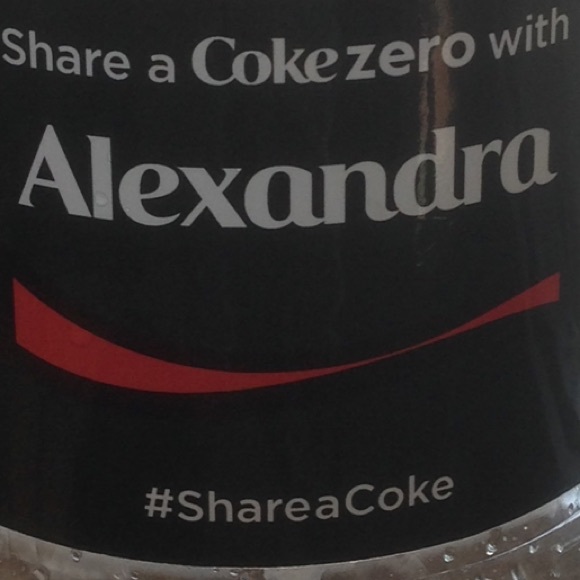 Share a Coke zero with
Alexandra
#ShareaCoke